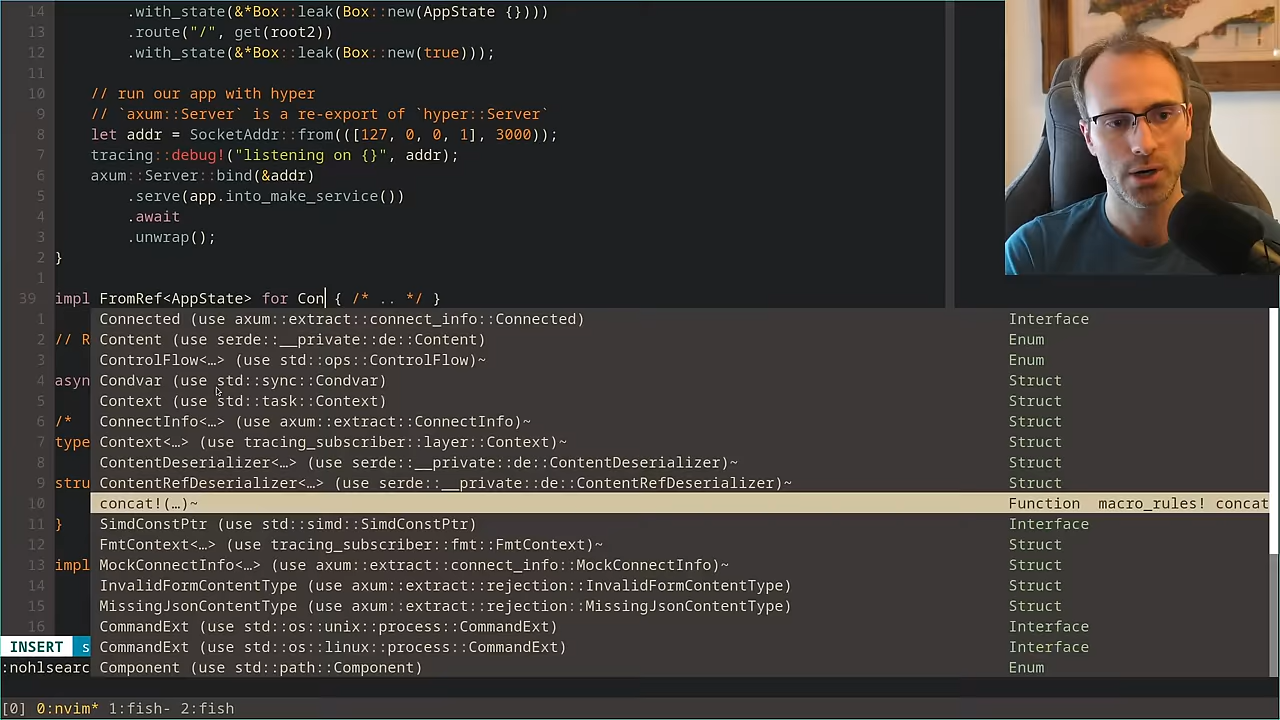 14 .with_state(&*Box::leak(Box::new(AppState {})))
13 .route("/", get(root2))
12 .with_state(&*Box::leak(Box::new(true)));
11
10 // run our app with hyper
9 // `axum::Server` is a re-export of `hyper::Server`
8 let addr = SocketAddr::from(([127, 0, 0, 1], 3000));
7 tracing::debug!("listening on {}", addr);
6 axum::Server::bind(&addr)
5 .serve(app.into_make_service())
4 .await
3 .unwrap();
2 }
1
39 impl FromRef<AppState> for Con { /* .. */ }
1 Connected (use axum::extract::connect_info::Connected) Interface
2 // R Content (use serde::__private::de::Content) Enum
3 ControlFlow<…> (use std::ops::ControlFlow)~ Enum
4 asyn Condvar (use std::sync::Condvar) Struct
5 Context (use std::task::Context) Struct
6 /* ConnectInfo<…> (use axum::extract::ConnectInfo)~ Struct
7 type Context<…> (use tracing_subscriber::layer::Context)~ Struct
8 ContentDeserializer<…> (use serde::__private::de::ContentDeserializer)~ Struct
9 stru ContentRefDeserializer<…> (use serde::__private::de::ContentRefDeserializer)~ Struct
10 concat!(…)~ Function macro_rules! concat
11 } SimdConstPtr (use std::simd::SimdConstPtr) Interface
12 FmtContext<…> (use tracing_subscriber::fmt::FmtContext)~ Struct
13 impl MockConnectInfo<…> (use axum::extract::connect_info::MockConnectInfo)~ Struct
14 InvalidFormContentType (use axum::extract::rejection::InvalidFormContentType) Struct
15 MissingJsonContentType (use axum::extract::rejection::MissingJsonContentType) Struct
16 CommandExt (use std::os::unix::process::CommandExt) Interface
INSERT s CommandExt (use std::os::linux::process::CommandExt) Interface
:nohlsearc Component (use std::path::Component) Enum
[0] 0:nvim* 1:fish- 2:fish